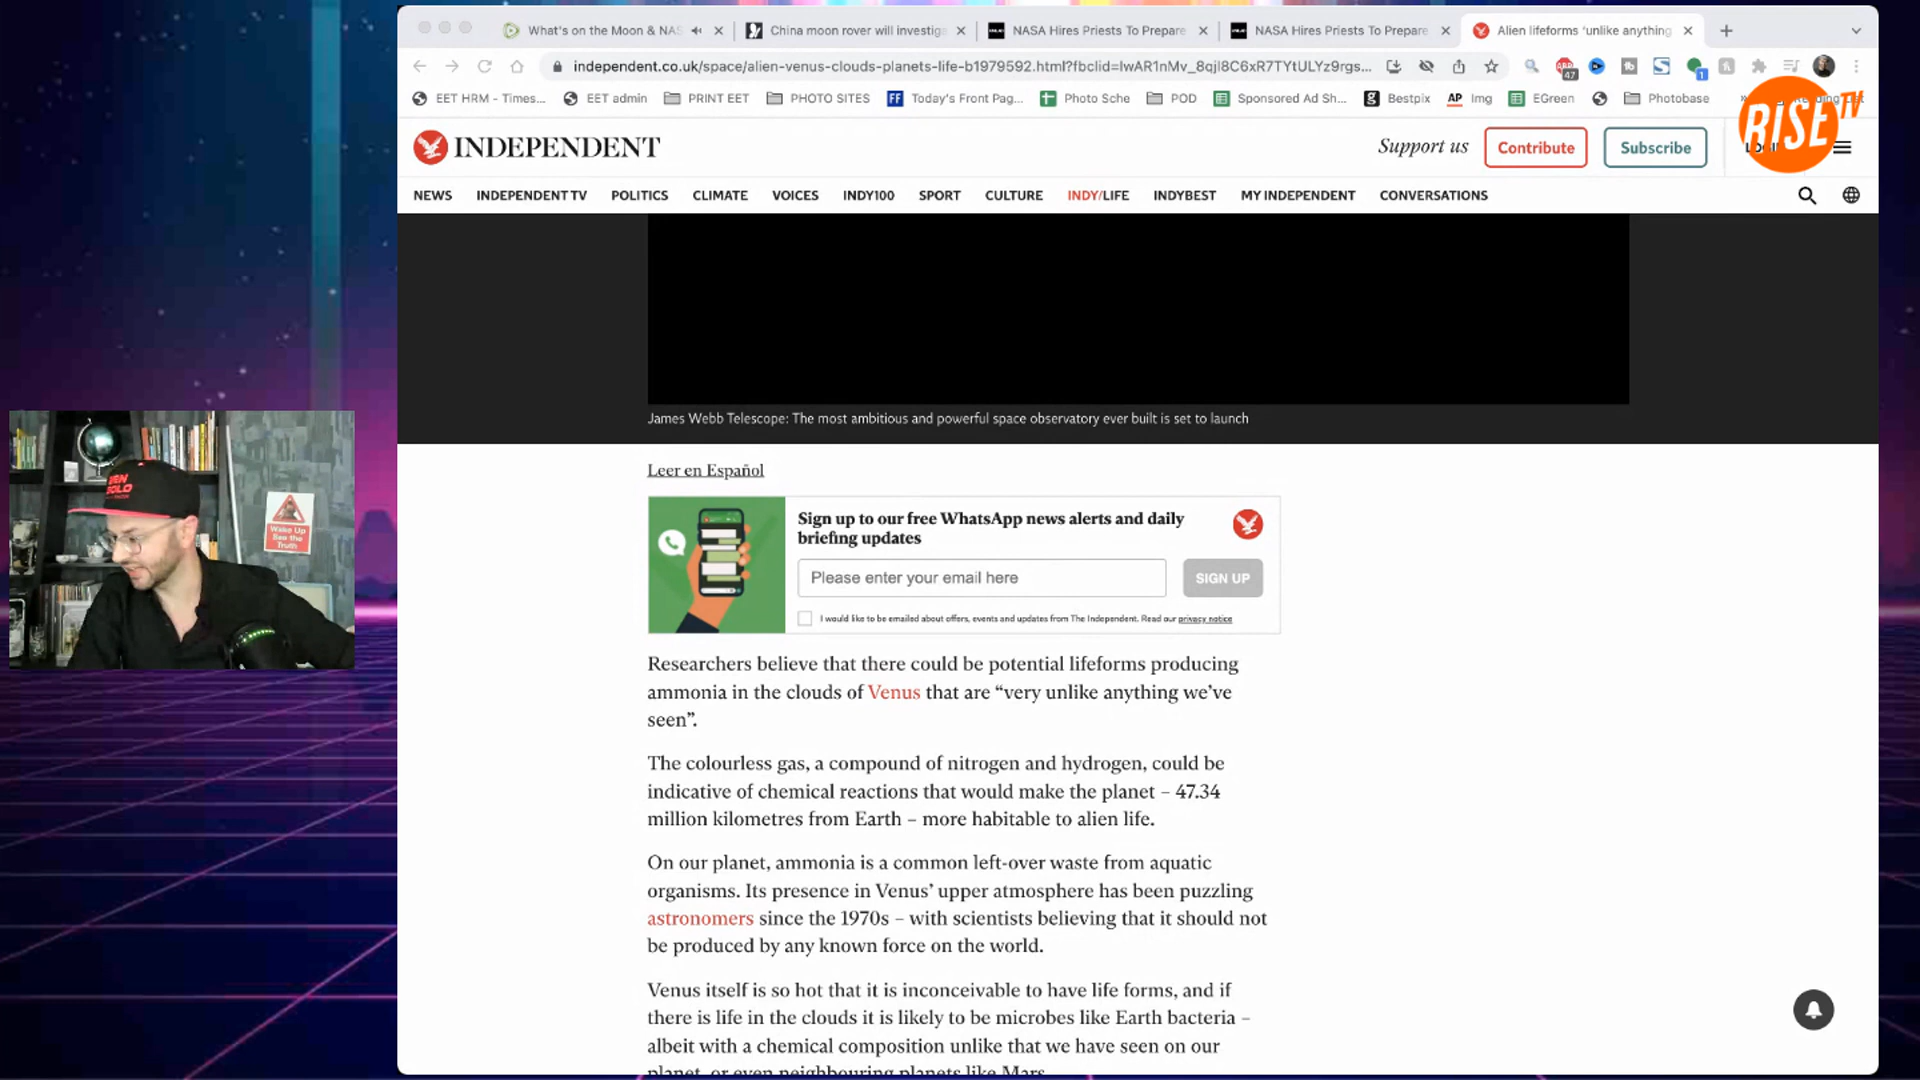 What's on the Moon & NAS
China moon rover will investiga
NASA Hires Priests To Prepare
NASA Hires Priests To Prepare
Alien lifeforms 'unlike anything
independent.co.uk/space/alien-venus-clouds-planets-life-b1979592.html?fbclid=IwAR1nMv_8qjl8C6xR7TYtULYz9rgs...
47
1
EET HRM - Times...
EET admin
PRINT EET
PHOTO SITES
FF
Today's Front Pag...
Photo Sche
POD
Sponsored Ad Sh...
Bestpix
AP
Img
EGreen
Photobase
»
RISE TV
INDEPENDENT
Support us
Contribute
Subscribe
NEWS
INDEPENDENT TV
POLITICS
CLIMATE
VOICES
INDY100
SPORT
CULTURE
INDY/LIFE
INDYBEST
MY INDEPENDENT
CONVERSATIONS
James Webb Telescope: The most ambitious and powerful space observatory ever built is set to launch
Leer en Español
Sign up to our free WhatsApp news alerts and daily
briefing updates
Please enter your email here
SIGN UP
I would like to be emailed about offers, events and updates from The Independent. Read our privacy notice
Wake Up
See the
Truth
Researchers believe that there could be potential lifeforms producing
ammonia in the clouds of Venus that are “very unlike anything we’ve
seen”.
The colourless gas, a compound of nitrogen and hydrogen, could be
indicative of chemical reactions that would make the planet – 47.34
million kilometres from Earth – more habitable to alien life.
On our planet, ammonia is a common left-over waste from aquatic
organisms. Its presence in Venus’ upper atmosphere has been puzzling
astronomers since the 1970s – with scientists believing that it should not
be produced by any known force on the world.
Venus itself is so hot that it is inconceivable to have life forms, and if
there is life in the clouds it is likely to be microbes like Earth bacteria –
albeit with a chemical composition unlike that we have seen on our
planet, or even neighbouring planets like Mars.